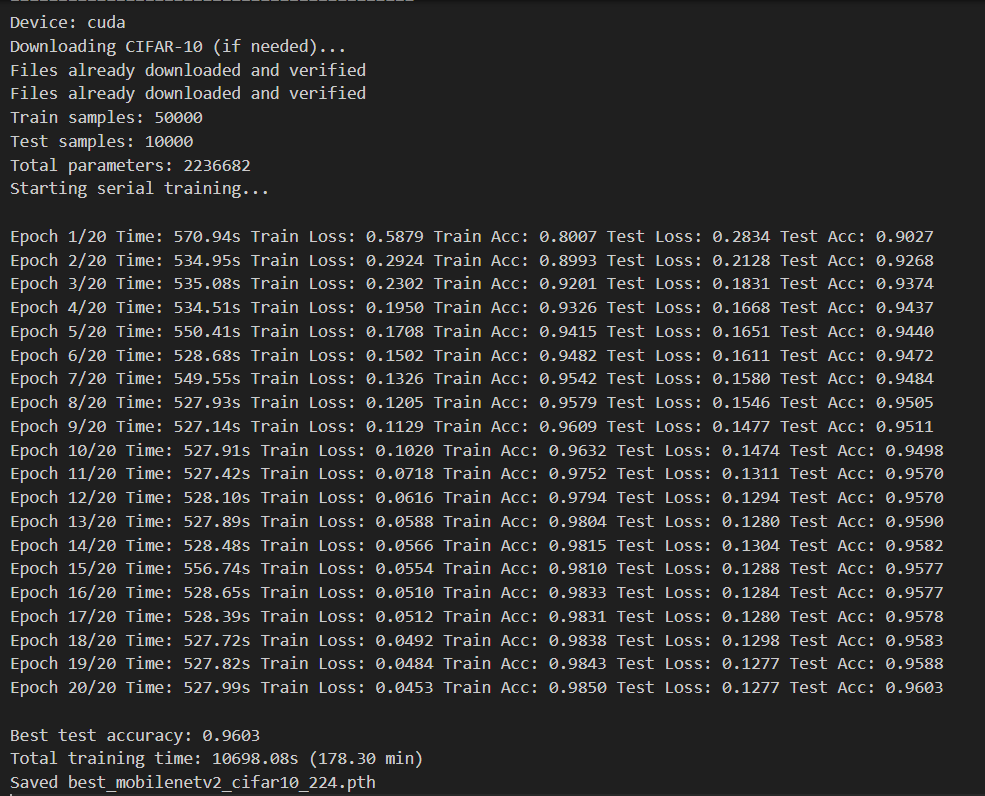 Device: cuda
Downloading CIFAR-10 (if needed)...
Files already downloaded and verified
Files already downloaded and verified
Train samples: 50000
Test samples: 10000
Total parameters: 2236682
Starting serial training...
Epoch 1/20 Time: 570.94s Train Loss: 0.5879 Train Acc: 0.8007 Test Loss: 0.2834 Test Acc: 0.9027
Epoch 2/20 Time: 534.95s Train Loss: 0.2924 Train Acc: 0.8993 Test Loss: 0.2128 Test Acc: 0.9268
Epoch 3/20 Time: 535.08s Train Loss: 0.2302 Train Acc: 0.9201 Test Loss: 0.1831 Test Acc: 0.9374
Epoch 4/20 Time: 534.51s Train Loss: 0.1950 Train Acc: 0.9326 Test Loss: 0.1668 Test Acc: 0.9437
Epoch 5/20 Time: 550.41s Train Loss: 0.1708 Train Acc: 0.9415 Test Loss: 0.1651 Test Acc: 0.9440
Epoch 6/20 Time: 528.68s Train Loss: 0.1502 Train Acc: 0.9482 Test Loss: 0.1611 Test Acc: 0.9472
Epoch 7/20 Time: 549.55s Train Loss: 0.1326 Train Acc: 0.9542 Test Loss: 0.1580 Test Acc: 0.9484
Epoch 8/20 Time: 527.93s Train Loss: 0.1205 Train Acc: 0.9579 Test Loss: 0.1546 Test Acc: 0.9505
Epoch 9/20 Time: 527.14s Train Loss: 0.1129 Train Acc: 0.9609 Test Loss: 0.1477 Test Acc: 0.9511
Epoch 10/20 Time: 527.91s Train Loss: 0.1020 Train Acc: 0.9632 Test Loss: 0.1474 Test Acc: 0.9498
Epoch 11/20 Time: 527.42s Train Loss: 0.0718 Train Acc: 0.9752 Test Loss: 0.1311 Test Acc: 0.9570
Epoch 12/20 Time: 528.10s Train Loss: 0.0616 Train Acc: 0.9794 Test Loss: 0.1294 Test Acc: 0.9570
Epoch 13/20 Time: 527.89s Train Loss: 0.0588 Train Acc: 0.9804 Test Loss: 0.1280 Test Acc: 0.9590
Epoch 14/20 Time: 528.48s Train Loss: 0.0566 Train Acc: 0.9815 Test Loss: 0.1304 Test Acc: 0.9582
Epoch 15/20 Time: 556.74s Train Loss: 0.0554 Train Acc: 0.9810 Test Loss: 0.1288 Test Acc: 0.9577
Epoch 16/20 Time: 528.65s Train Loss: 0.0510 Train Acc: 0.9833 Test Loss: 0.1284 Test Acc: 0.9577
Epoch 17/20 Time: 528.39s Train Loss: 0.0512 Train Acc: 0.9831 Test Loss: 0.1280 Test Acc: 0.9578
Epoch 18/20 Time: 527.72s Train Loss: 0.0492 Train Acc: 0.9838 Test Loss: 0.1298 Test Acc: 0.9583
Epoch 19/20 Time: 527.82s Train Loss: 0.0484 Train Acc: 0.9843 Test Loss: 0.1277 Test Acc: 0.9588
Epoch 20/20 Time: 527.99s Train Loss: 0.0453 Train Acc: 0.9850 Test Loss: 0.1277 Test Acc: 0.9603
Best test accuracy: 0.9603
Total training time: 10698.08s (178.30 min)
Saved best_mobilenetv2_cifar10_224.pth